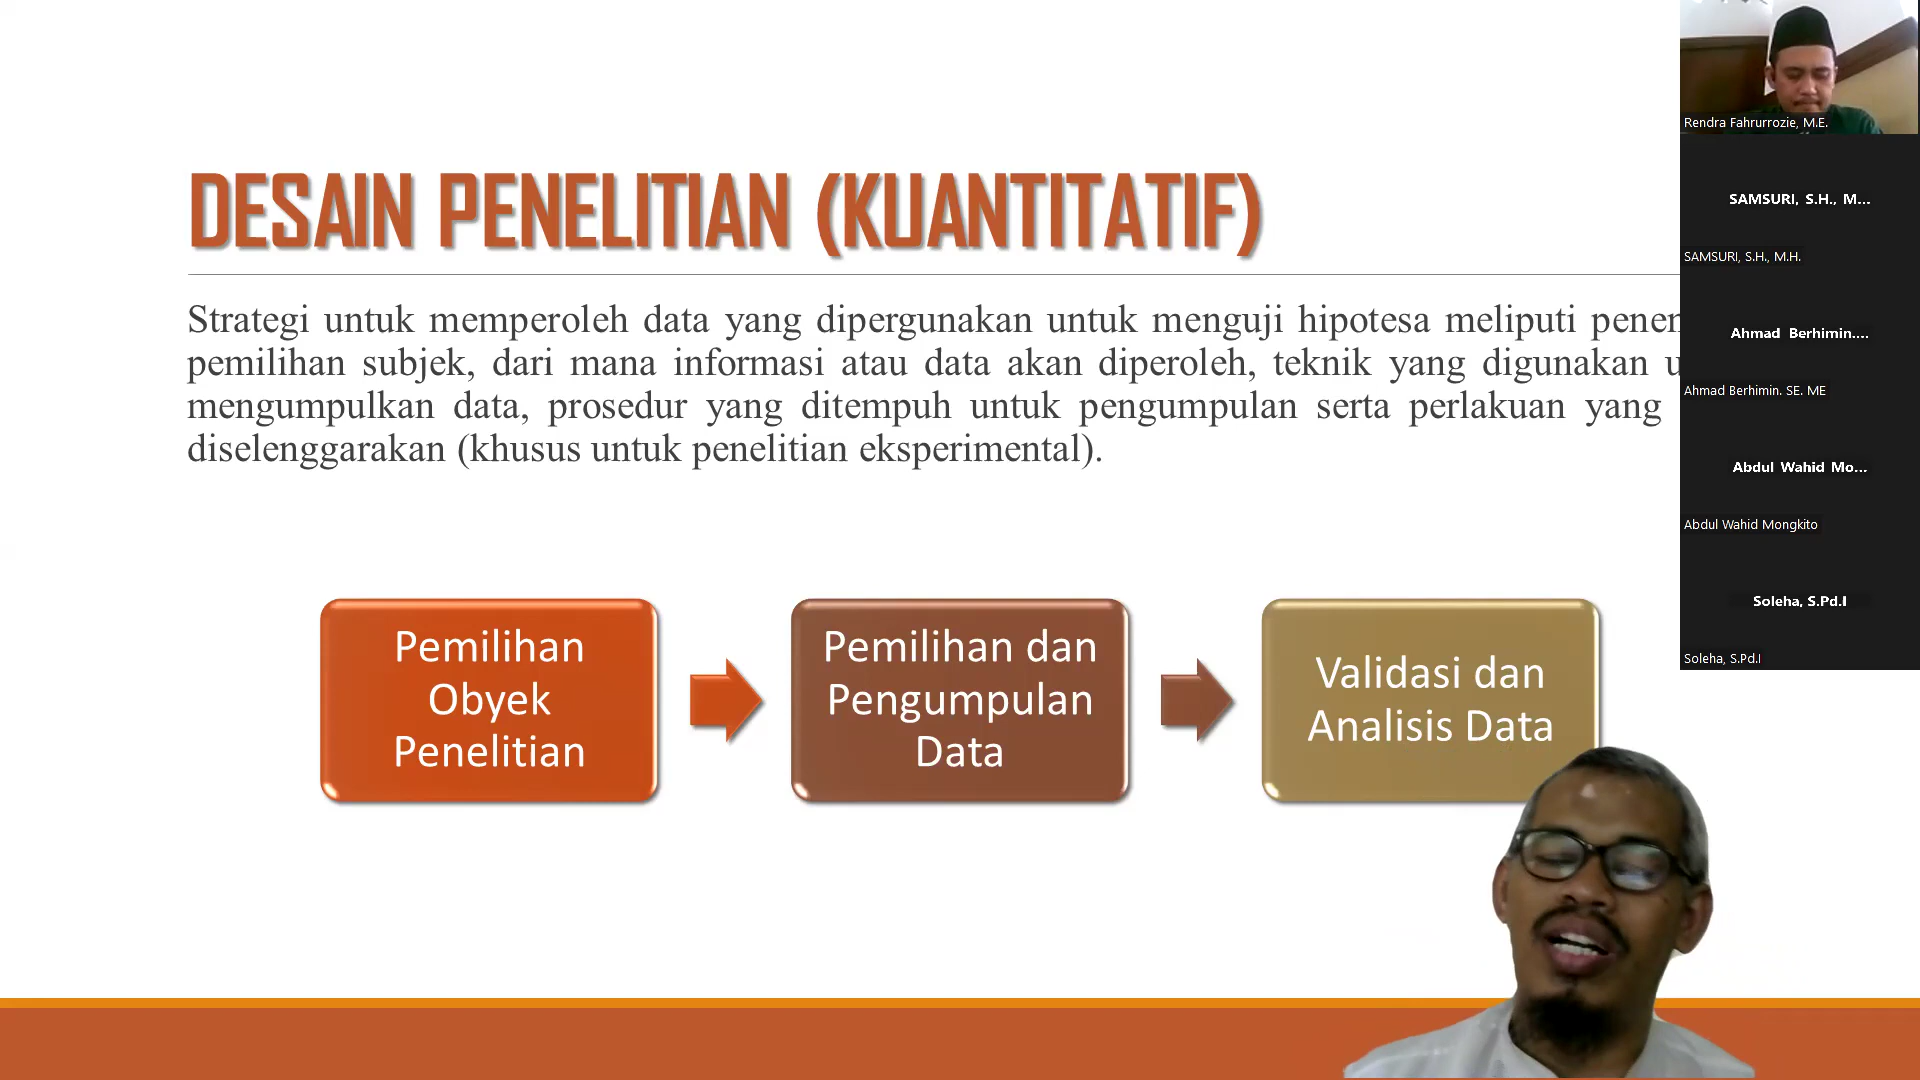 DESAIN PENELITIAN (KUANTITATIF)
Strategi untuk memperoleh data yang dipergunakan untuk menguji hipotesa meliputi
pemilihan subjek, dari mana informasi atau data akan diperoleh, teknik yang digunakan
mengumpulkan data, prosedur yang ditempuh untuk pengumpulan serta perlakuan yang
diselenggarakan (khusus untuk penelitian eksperimental).
Pemilihan
Obyek
Penelitian
Pemilihan dan
Pengumpulan
Data
Validasi dan
Analisis Data
Rendra Fahrurrozie, M.E.
SAMSURI, S.H., M...
SAMSURI, S.H., M.H.
Ahmad Berhimin....
Ahmad Berhimin. SE. ME
Abdul Wahid Mo...
Abdul Wahid Mongkito
Soleha, S.Pd.I
Soleha, S.Pd.I